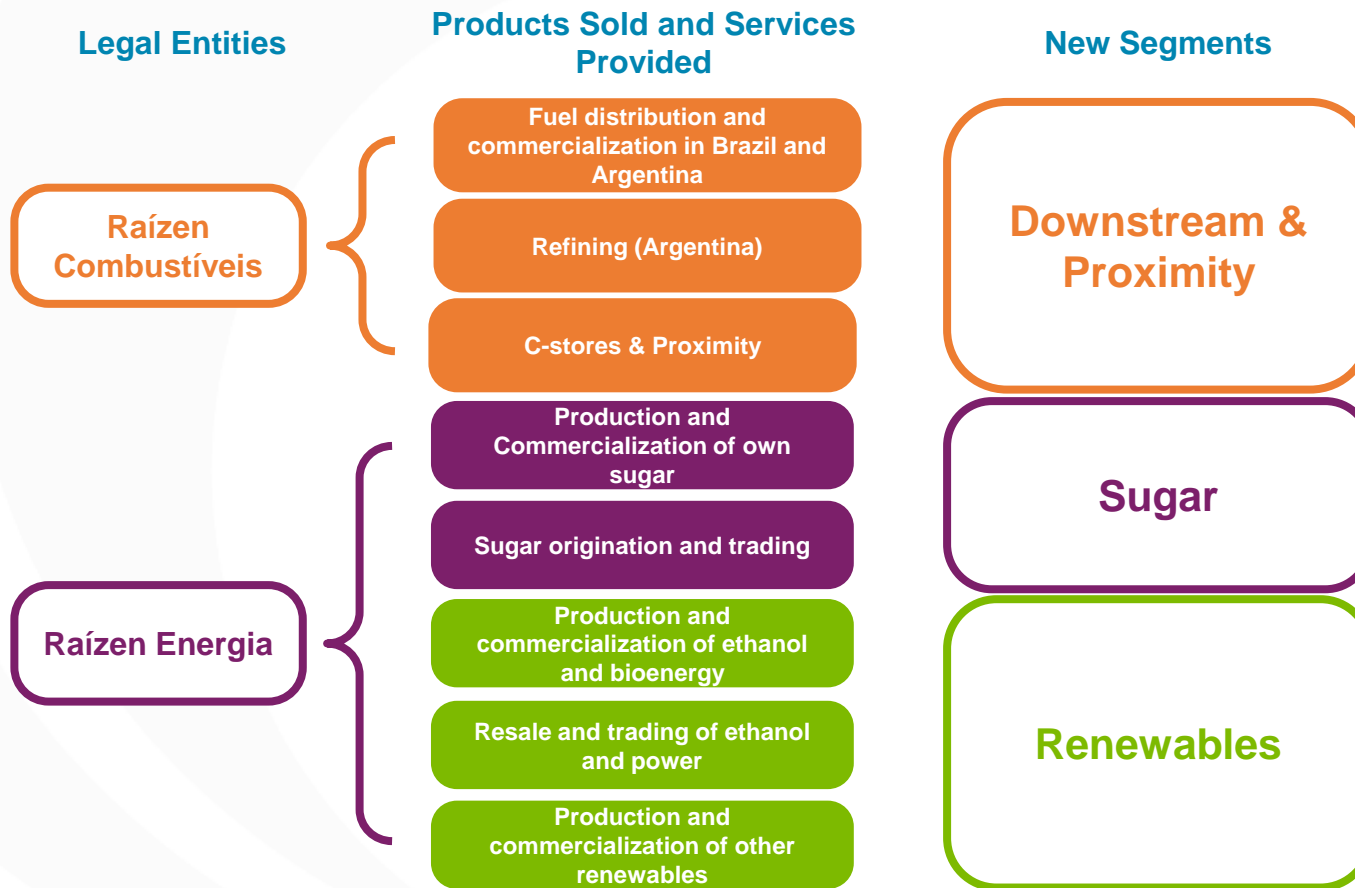 Legal Entities
Products Sold and Services
Provided
New Segments
Raízen
Combustíveis
Fuel distribution and
commercialization in Brazil and
Argentina
Refining (Argentina)
C-stores & Proximity
Downstream &
Proximity
Raízen Energia
Production and
Commercialization of own
sugar
Sugar origination and trading
Production and
commercialization of ethanol
and bioenergy
Resale and trading of ethanol
and power
Production and
commercialization of other
renewables
Sugar
Renewables